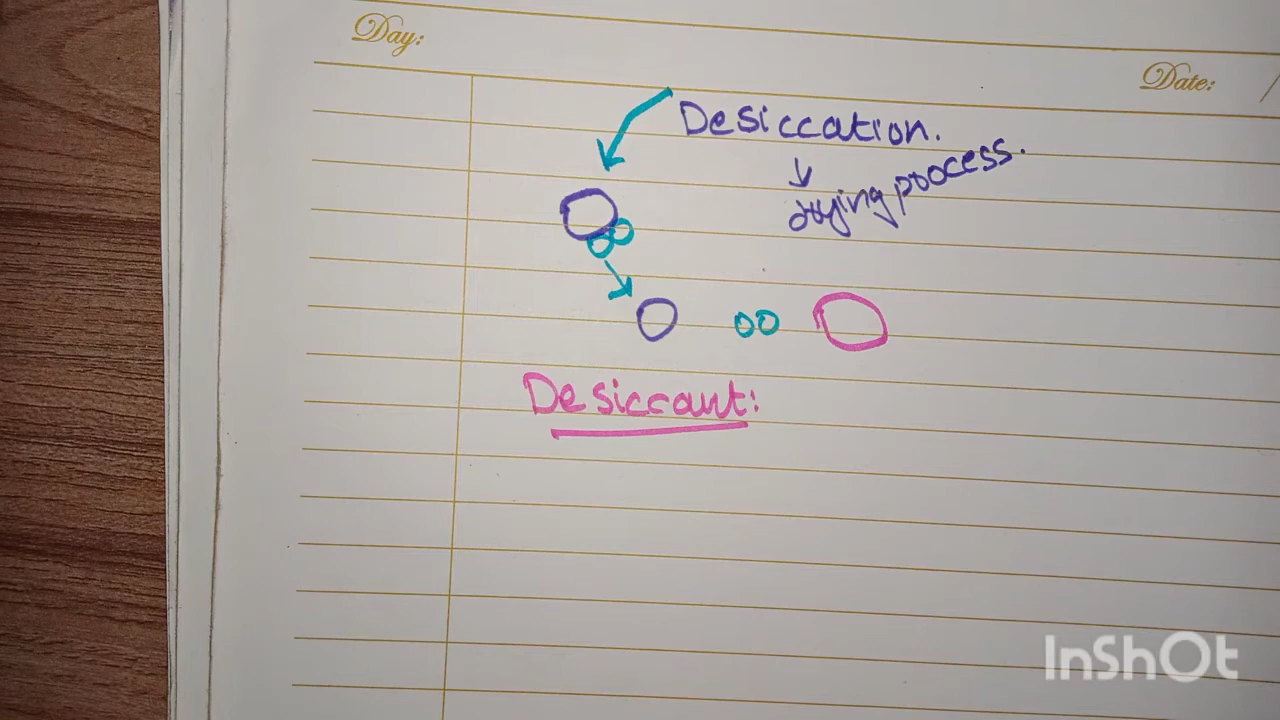 Day:
Date: /
Desiccation.
↓
drying process.
Desiccant:
InShOt